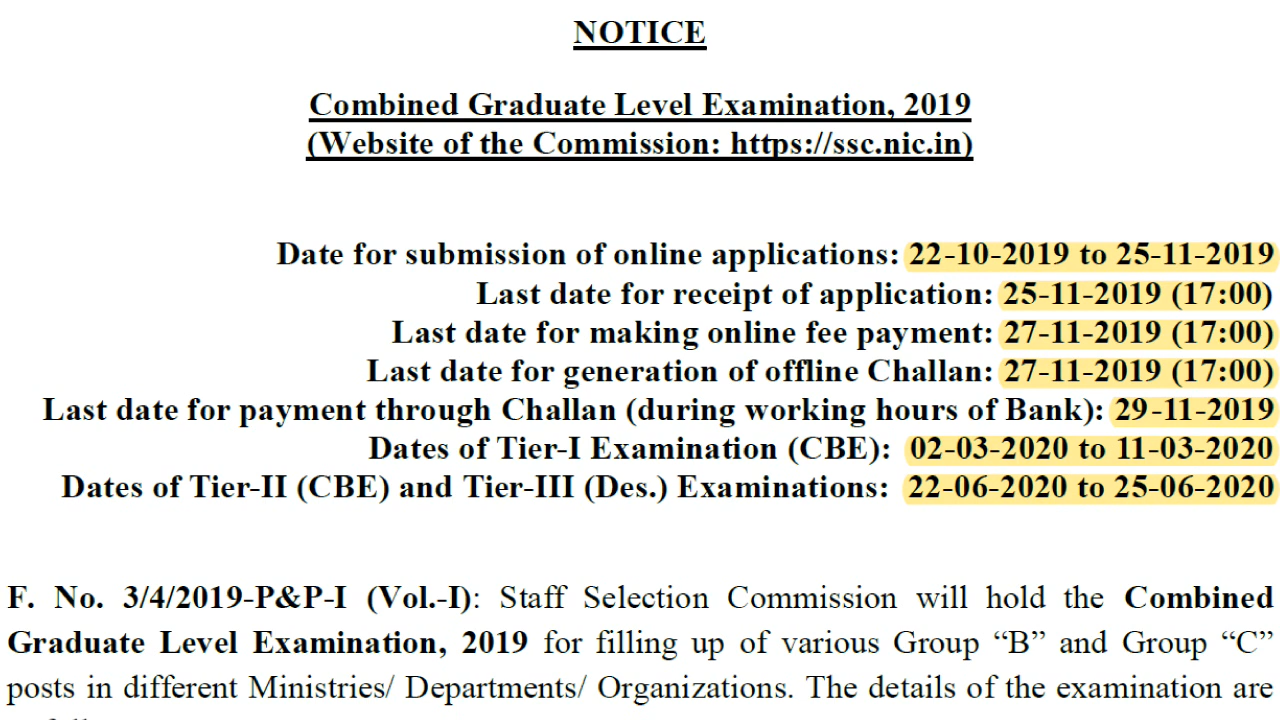 NOTICE
Combined Graduate Level Examination, 2019
(Website of the Commission: https://ssc.nic.in)
Date for submission of online applications: 22-10-2019 to 25-11-2019
Last date for receipt of application: 25-11-2019 (17:00)
Last date for making online fee payment: 27-11-2019 (17:00)
Last date for generation of offline Challan: 27-11-2019 (17:00)
Last date for payment through Challan (during working hours of Bank): 29-11-2019
Dates of Tier-I Examination (CBE): 02-03-2020 to 11-03-2020
Dates of Tier-II (CBE) and Tier-III (Des.) Examinations: 22-06-2020 to 25-06-2020
F. No. 3/4/2019-P&P-I (Vol.-I): Staff Selection Commission will hold the Combined
Graduate Level Examination, 2019 for filling up of various Group “B” and Group “C”
posts in different Ministries/ Departments/ Organizations. The details of the examination are